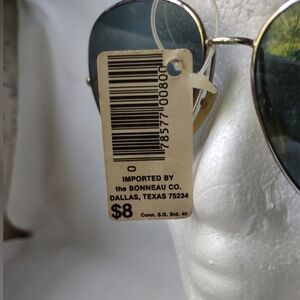 0 78577 00800
IMPORTED BY
the BONNEAU CO.
DALLAS, TEXAS 75234
$8 Conn. S.G. Std. 40